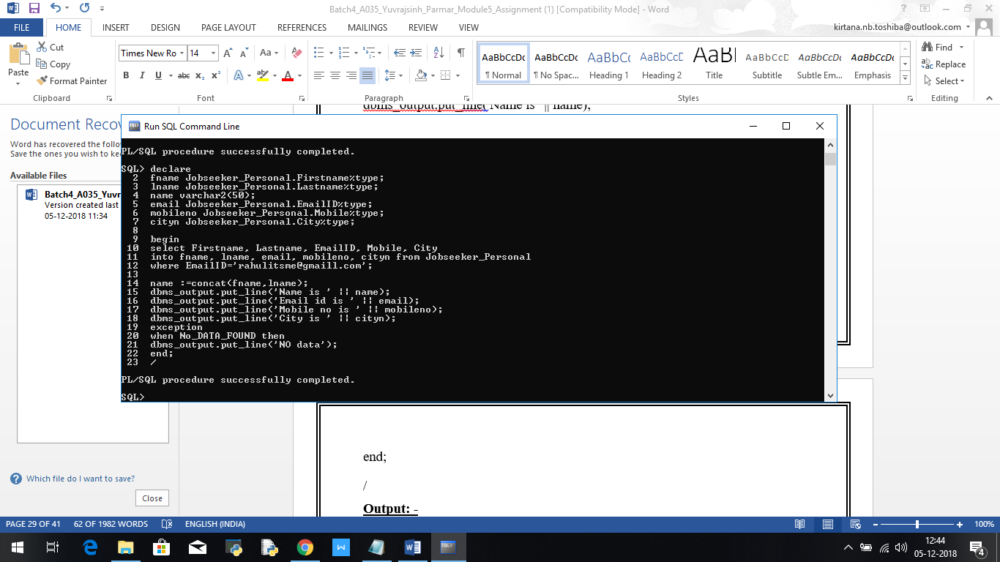 Batch4_A035_Yuvrajsinh_Parmar_Module5_Assignment (1) [Compatibility Mode] - Word
FILE HOME INSERT DESIGN PAGE LAYOUT REFERENCES MAILINGS REVIEW VIEW kirtana.nb.toshiba@outlook.com
Paste
Cut
Copy
Format Painter
Clipboard
Times New Ro 14
Font
Paragraph
AaBbCcDc AaBbCcDc AaBbCc AaBbCcD AaBl AaBbCcD AaBbCcDc AaBbCcDc
¶ Normal ¶ No Spac... Heading 1 Heading 2 Title Subtitle Subtle Em... Emphasis
Styles
Find
Replace
Select
Editing
Document Recov
Word has recovered the follo
Save the ones you wish to ke
Available Files
Batch4_A035_Yuvr
Version created last
05-12-2018 11:34
Which file do I want to save?
Close
dbms_output.put_line('Name is ' || name);
Run SQL Command Line
PL/SQL procedure successfully completed.
SQL> declare
2 fname Jobseeker_Personal.Firstname%type;
3 lname Jobseeker_Personal.Lastname%type;
4 name varchar2(50);
5 email Jobseeker_Personal.EmailID%type;
6 mobileno Jobseeker_Personal.Mobile%type;
7 cityn Jobseeker_Personal.City%type;
8
9 begin
10 select Firstname, Lastname, EmailID, Mobile, City
11 into fname, lname, email, mobileno, cityn from Jobseeker_Personal
12 where EmailID='rahulitsme@gmaill.com';
13
14 name :=concat(fname,lname);
15 dbms_output.put_line('Name is ' || name);
16 dbms_output.put_line('Email id is ' || email);
17 dbms_output.put_line('Mobile no is ' || mobileno);
18 dbms_output.put_line('City is ' || cityn);
19 exception
20 when No_DATA_FOUND then
21 dbms_output.put_line('NO data');
22 end;
23 /
PL/SQL procedure successfully completed.
SQL>
end;
/
Output: -
PAGE 29 OF 41 62 OF 1982 WORDS ENGLISH (INDIA) 100%
12:44
05-12-2018
4